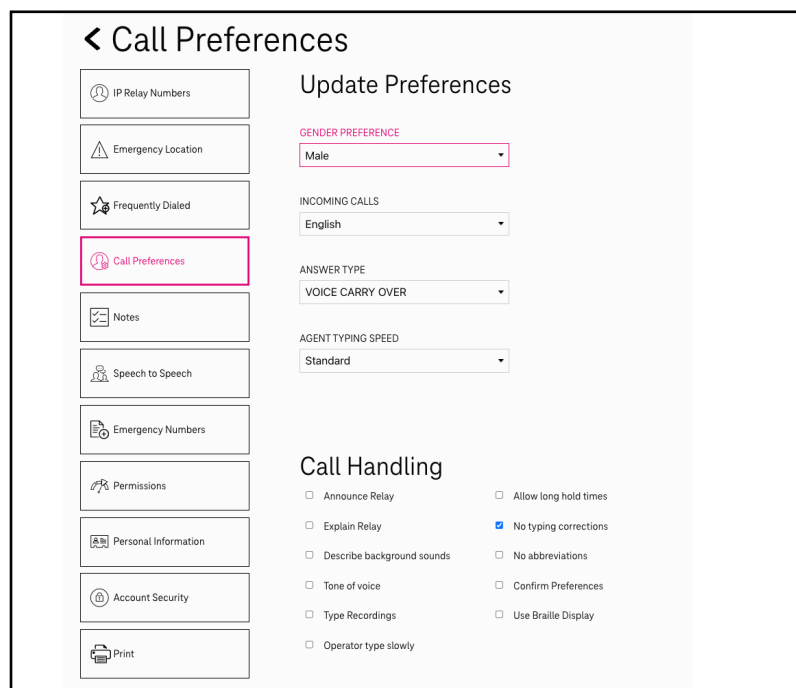 Call Preferences
IP Relay Numbers
Emergency Location
Frequently Dialed
Call Preferences
Notes
Speech to Speech
Emergency Numbers
Permissions
Personal Information
Account Security
Print
Update Preferences
GENDER PREFERENCE
Male
INCOMING CALLS
English
ANSWER TYPE
VOICE CARRY OVER
AGENT TYPING SPEED
Standard
Call Handling
Announce Relay
Explain Relay
Describe background sounds
Tone of voice
Type Recordings
Operator type slowly
Allow long hold times
No typing corrections
No abbreviations
Confirm Preferences
Use Braille Display